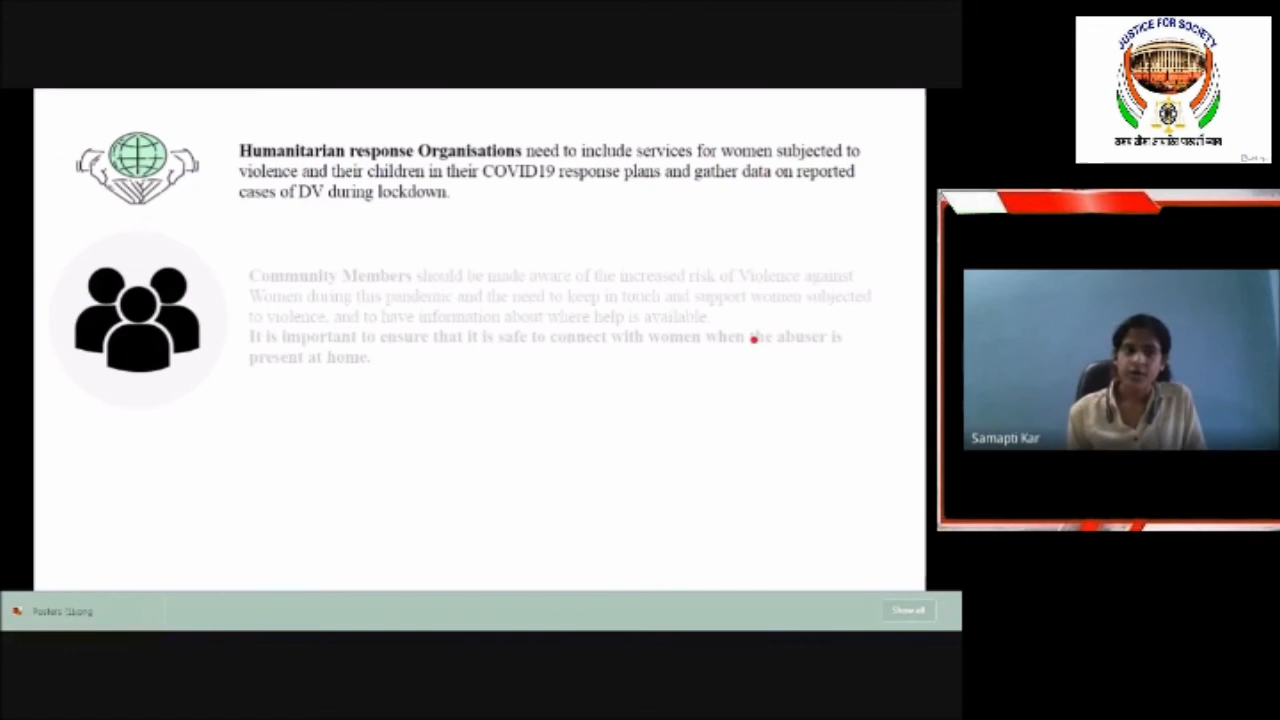 Humanitarian response Organisations need to include services for women subjected to
violence and their children in their COVID19 response plans and gather data on reported
cases of DV during lockdown.
Community Members should be made aware of the increased risk of Violence against
Women during this pandemic and the need to keep in touch and support women subjected
to violence, and to have information about where help is available.
It is important to ensure that it is safe to connect with women when the abuser is
present at home.
Show all
JUSTICE FOR SOCIETY
Samapti Kar